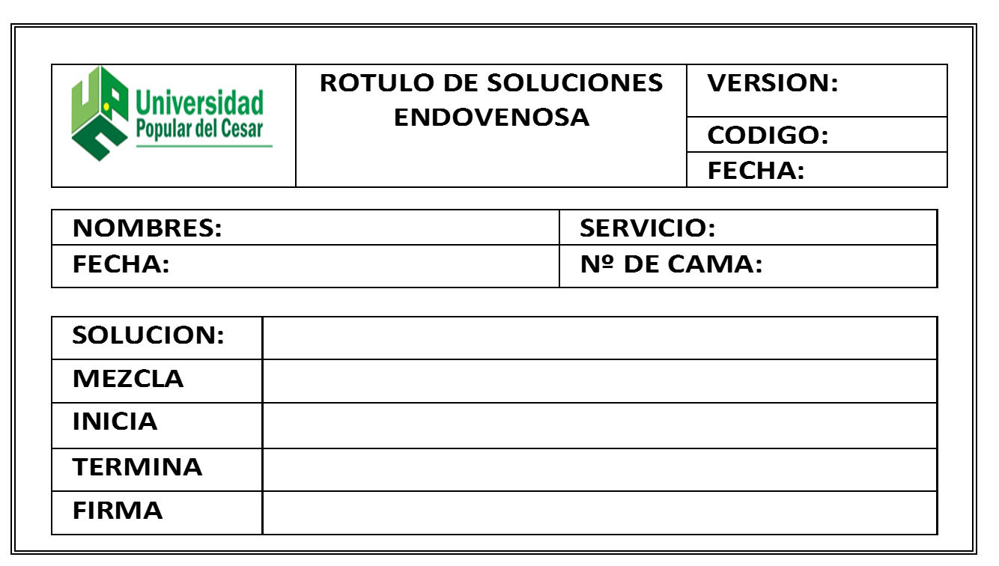 Universidad
Popular del Cesar
ROTULO DE SOLUCIONES
ENDOVENOSA
VERSION:
CODIGO:
FECHA:
NOMBRES:
SERVICIO:
FECHA:
Nº DE CAMA:
SOLUCION:
MEZCLA
INICIA
TERMINA
FIRMA